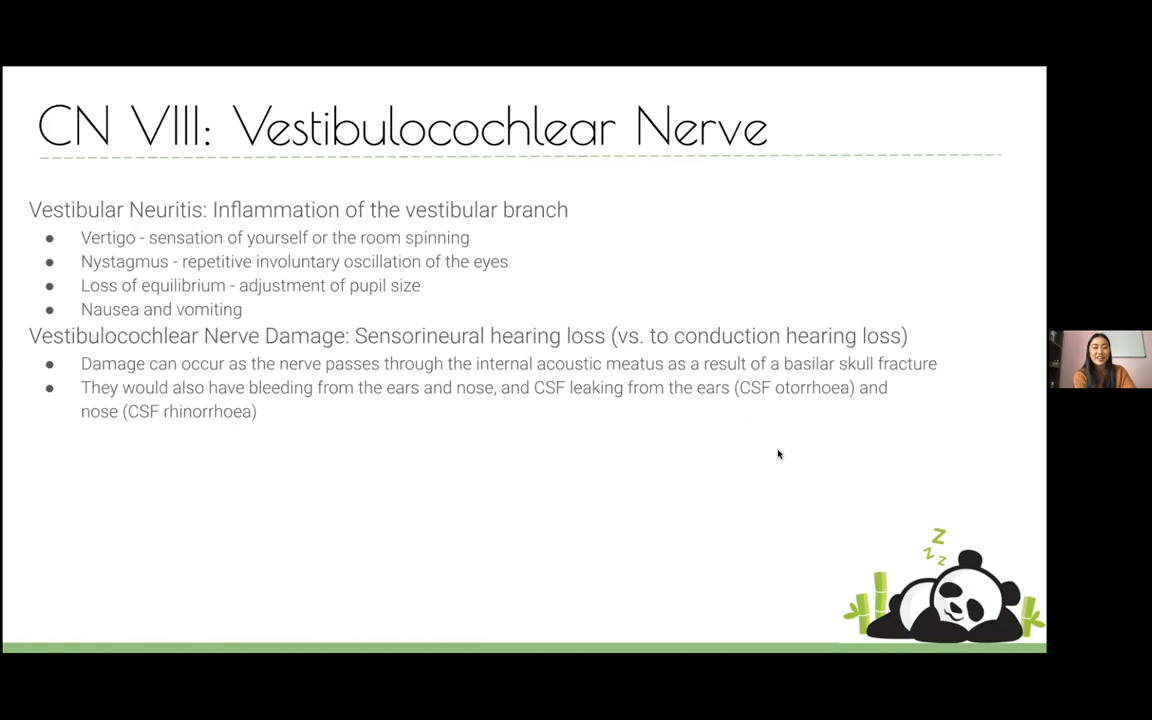 CN VIII: Vestibulocochlear Nerve
Vestibular Neuritis: Inflammation of the vestibular branch
● Vertigo - sensation of yourself or the room spinning
● Nystagmus - repetitive involuntary oscillation of the eyes
● Loss of equilibrium - adjustment of pupil size
● Nausea and vomiting
Vestibulocochlear Nerve Damage: Sensorineural hearing loss (vs. to conduction hearing loss)
● Damage can occur as the nerve passes through the internal acoustic meatus as a result of a basilar skull fracture
● They would also have bleeding from the ears and nose, and CSF leaking from the ears (CSF otorrhoea) and
nose (CSF rhinorrhoea)
Z
Z
Z